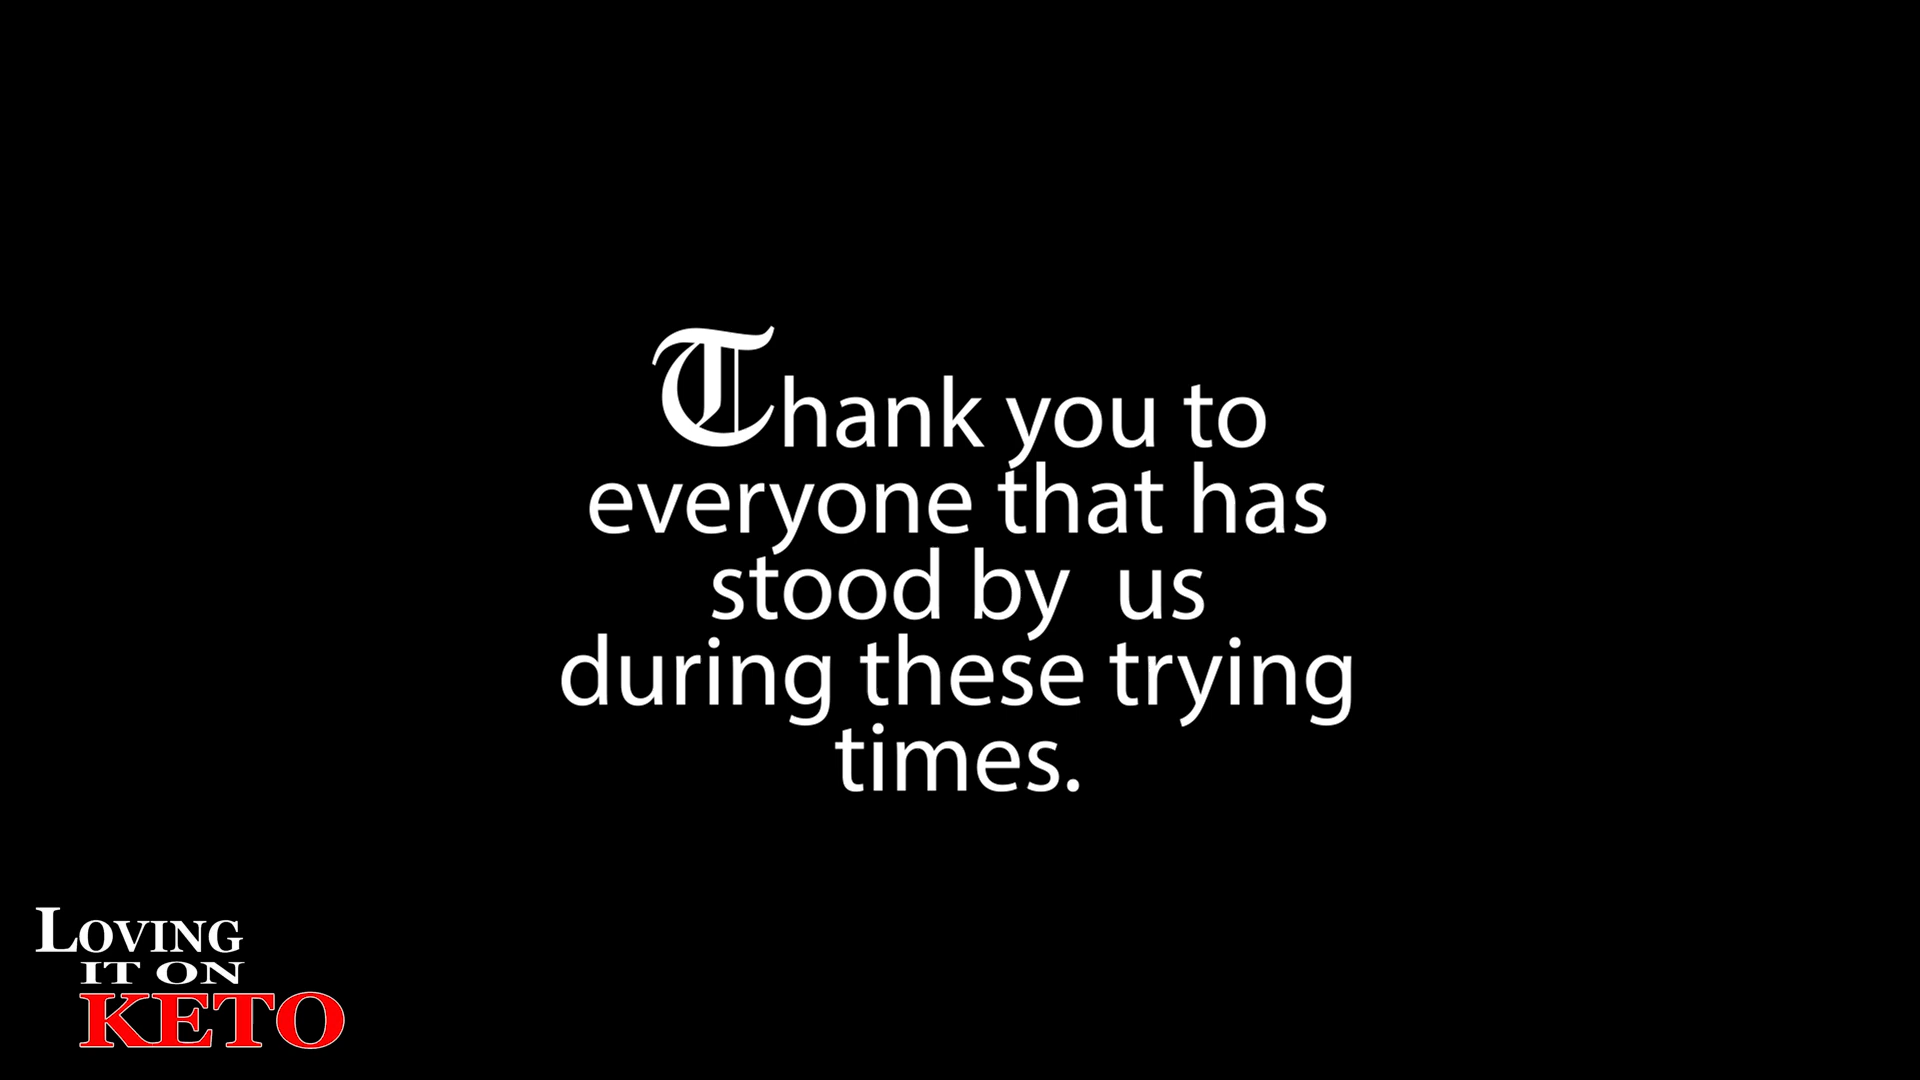 Thank you to
everyone that has
stood by  us
during these trying
times.
LOVING
IT ON
KETO